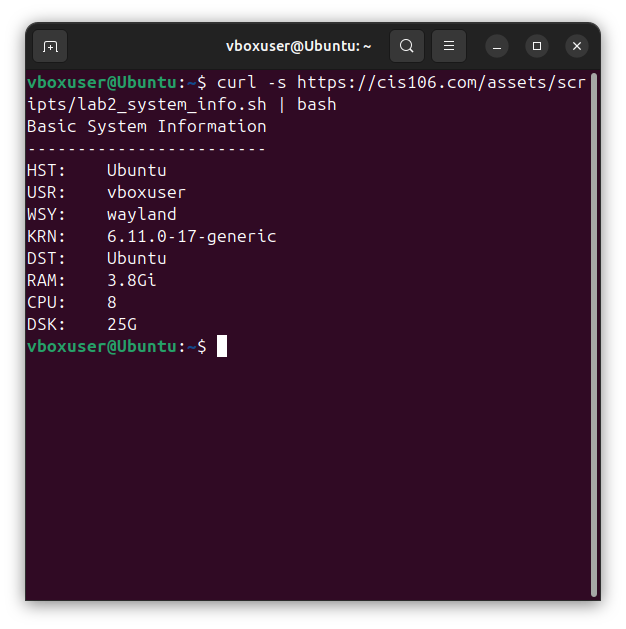 vboxuser@Ubuntu: ~
vboxuser@Ubuntu:~$ curl -s https://cis106.com/assets/scr
ipts/lab2_system_info.sh | bash
Basic System Information
------------------------
HST:    Ubuntu
USR:    vboxuser
WSY:    wayland
KRN:    6.11.0-17-generic
DST:    Ubuntu
RAM:    3.8Gi
CPU:    8
DSK:    25G
vboxuser@Ubuntu:~$